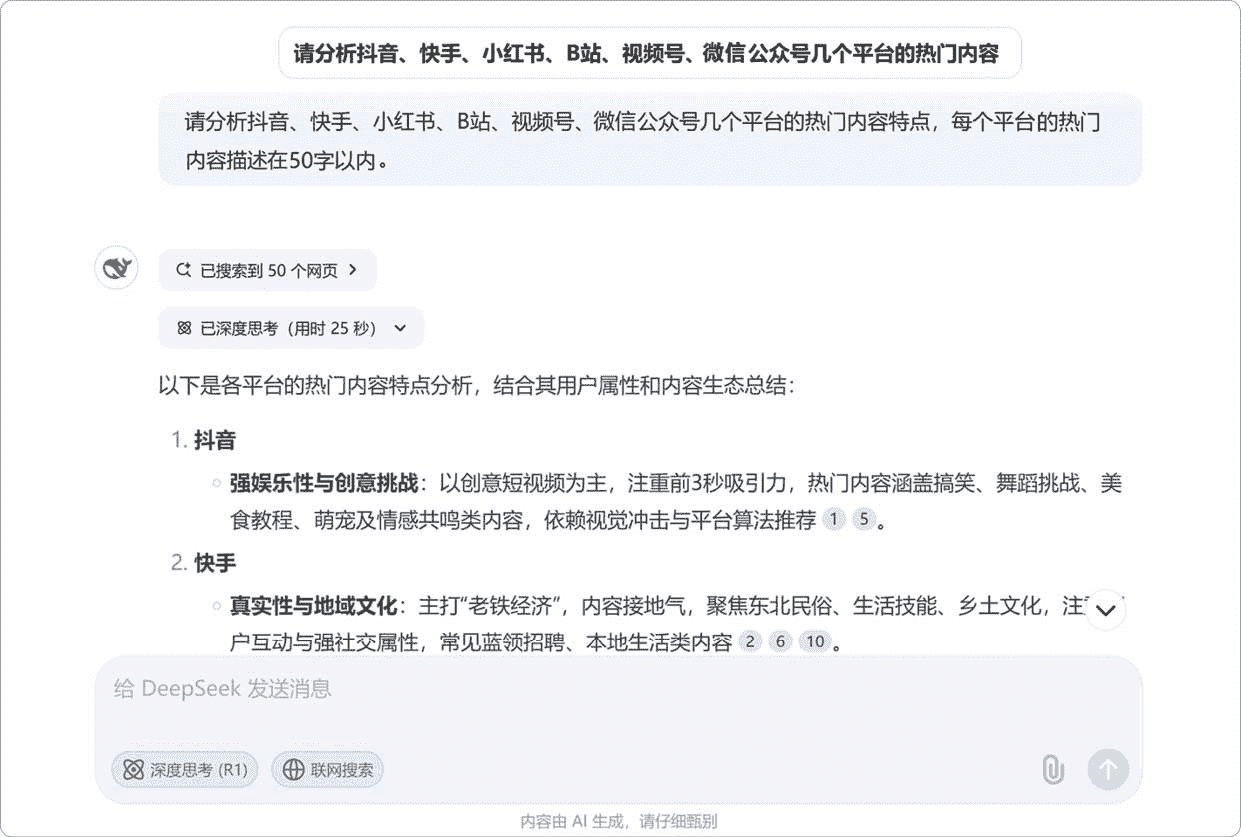 请分析抖音、快手、小红书、B站、视频号、微信公众号几个平台的热门内容
请分析抖音、快手、小红书、B站、视频号、微信公众号几个平台的热门内容特点，每个平台的热门
内容描述在50字以内。
已搜索到 50 个网页
已深度思考（用时 25 秒）
以下是各平台的热门内容特点分析，结合其用户属性和内容生态总结：
1. 抖音
强娱乐性与创意挑战：以创意短视频为主，注重前3秒吸引力，热门内容涵盖搞笑、舞蹈挑战、美
食教程、萌宠及情感共鸣类内容，依赖视觉冲击与平台算法推荐 1 5 。
2. 快手
真实性与地域文化：主打“老铁经济”，内容接地气，聚焦东北民俗、生活技能、乡土文化，注
户互动与强社交属性，常见蓝领招聘、本地生活类内容 2 6 10 。
给 DeepSeek 发送消息
深度思考 (R1)
联网搜索
内容由 AI 生成，请仔细甄别